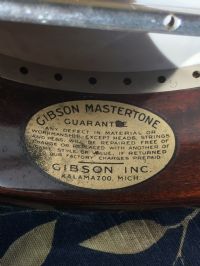 GIBSON MASTERTONE
GUARANTEE
ANY DEFECT IN MATERIAL OR
WORKMANSHIP EXCEPT HEADS, STRINGS
AND PEGS, WILL BE REPAIRED FREE OF
CHARGE OR REPLACED WITH ANOTHER OF
SAME STYLE OR VALUE, IF RETURNED
TO OUR FACTORY CHARGES PREPAID
GIBSON INC.
KALAMAZOO, MICH.